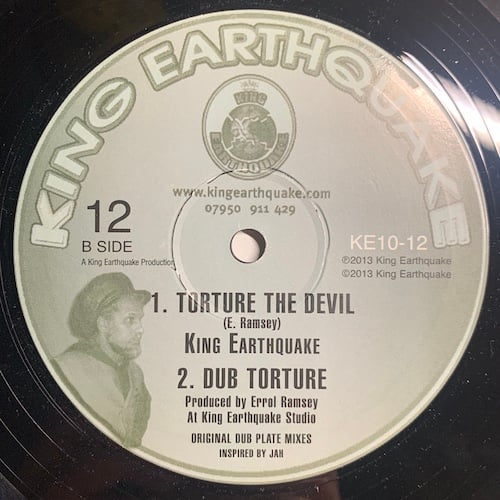 KING EARTHQUAKE
KING
EARTHQUAKE
www.kingearthquake.com
07950 911 429
12
B SIDE
A King Earthquake Production
KE10-12
℗2013 King Earthquake
©2013 King Earthquake
1. TORTURE THE DEVIL
(E. Ramsey)
KING EARTHQUAKE
2. DUB TORTURE
Produced by Errol Ramsey
At King Earthquake Studio
ORIGINAL DUB PLATE MIXES
INSPIRED BY JAH